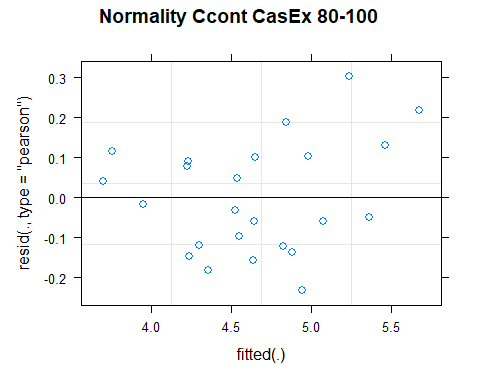 Normality Ccont CasEx 80-100
resid(., type = "pearson")
0.3
0.2
0.1
0.0
-0.1
-0.2
4.0 4.5 5.0 5.5
fitted(.)